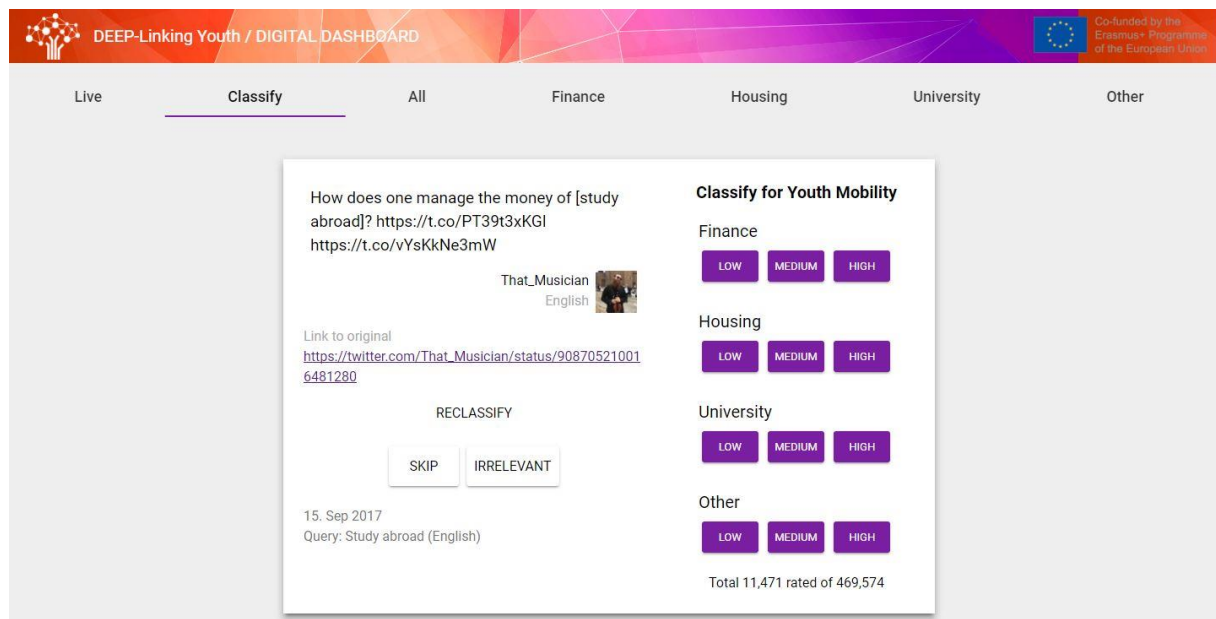 DEEP-Linking Youth / DIGITAL DASHBOARD
Co-funded by the
Erasmus+ Programme
of the European Union
Live Classify All Finance Housing University Other
How does one manage the money of [study
abroad]? https://t.co/PT39t3xKGl
https://t.co/vYsKkNe3mW
That_Musician
English
Link to original
https://twitter.com/That_Musician/status/90870521001
6481280
RECLASSIFY
SKIP IRRELEVANT
15. Sep 2017
Query: Study abroad (English)
Classify for Youth Mobility
Finance
LOW MEDIUM HIGH
Housing
LOW MEDIUM HIGH
University
LOW MEDIUM HIGH
Other
LOW MEDIUM HIGH
Total 11,471 rated of 469,574